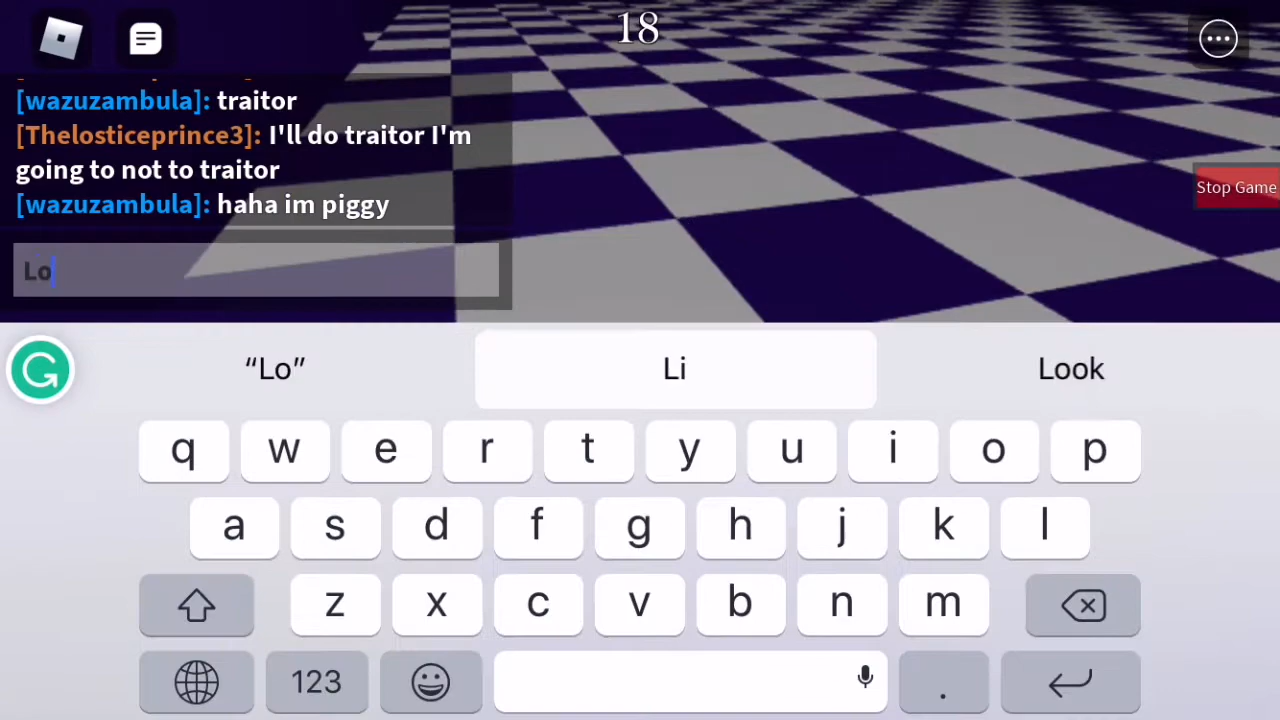 18
[wazuzambula]: traitor
[Thelosticeprince3]: I'll do traitor I'm
going to not to traitor
[wazuzambula]: haha im piggy
Stop Game
Lo
“Lo” Li Look
q w e r t y u i o p
a s d f g h j k l
z x c v b n m
123 .